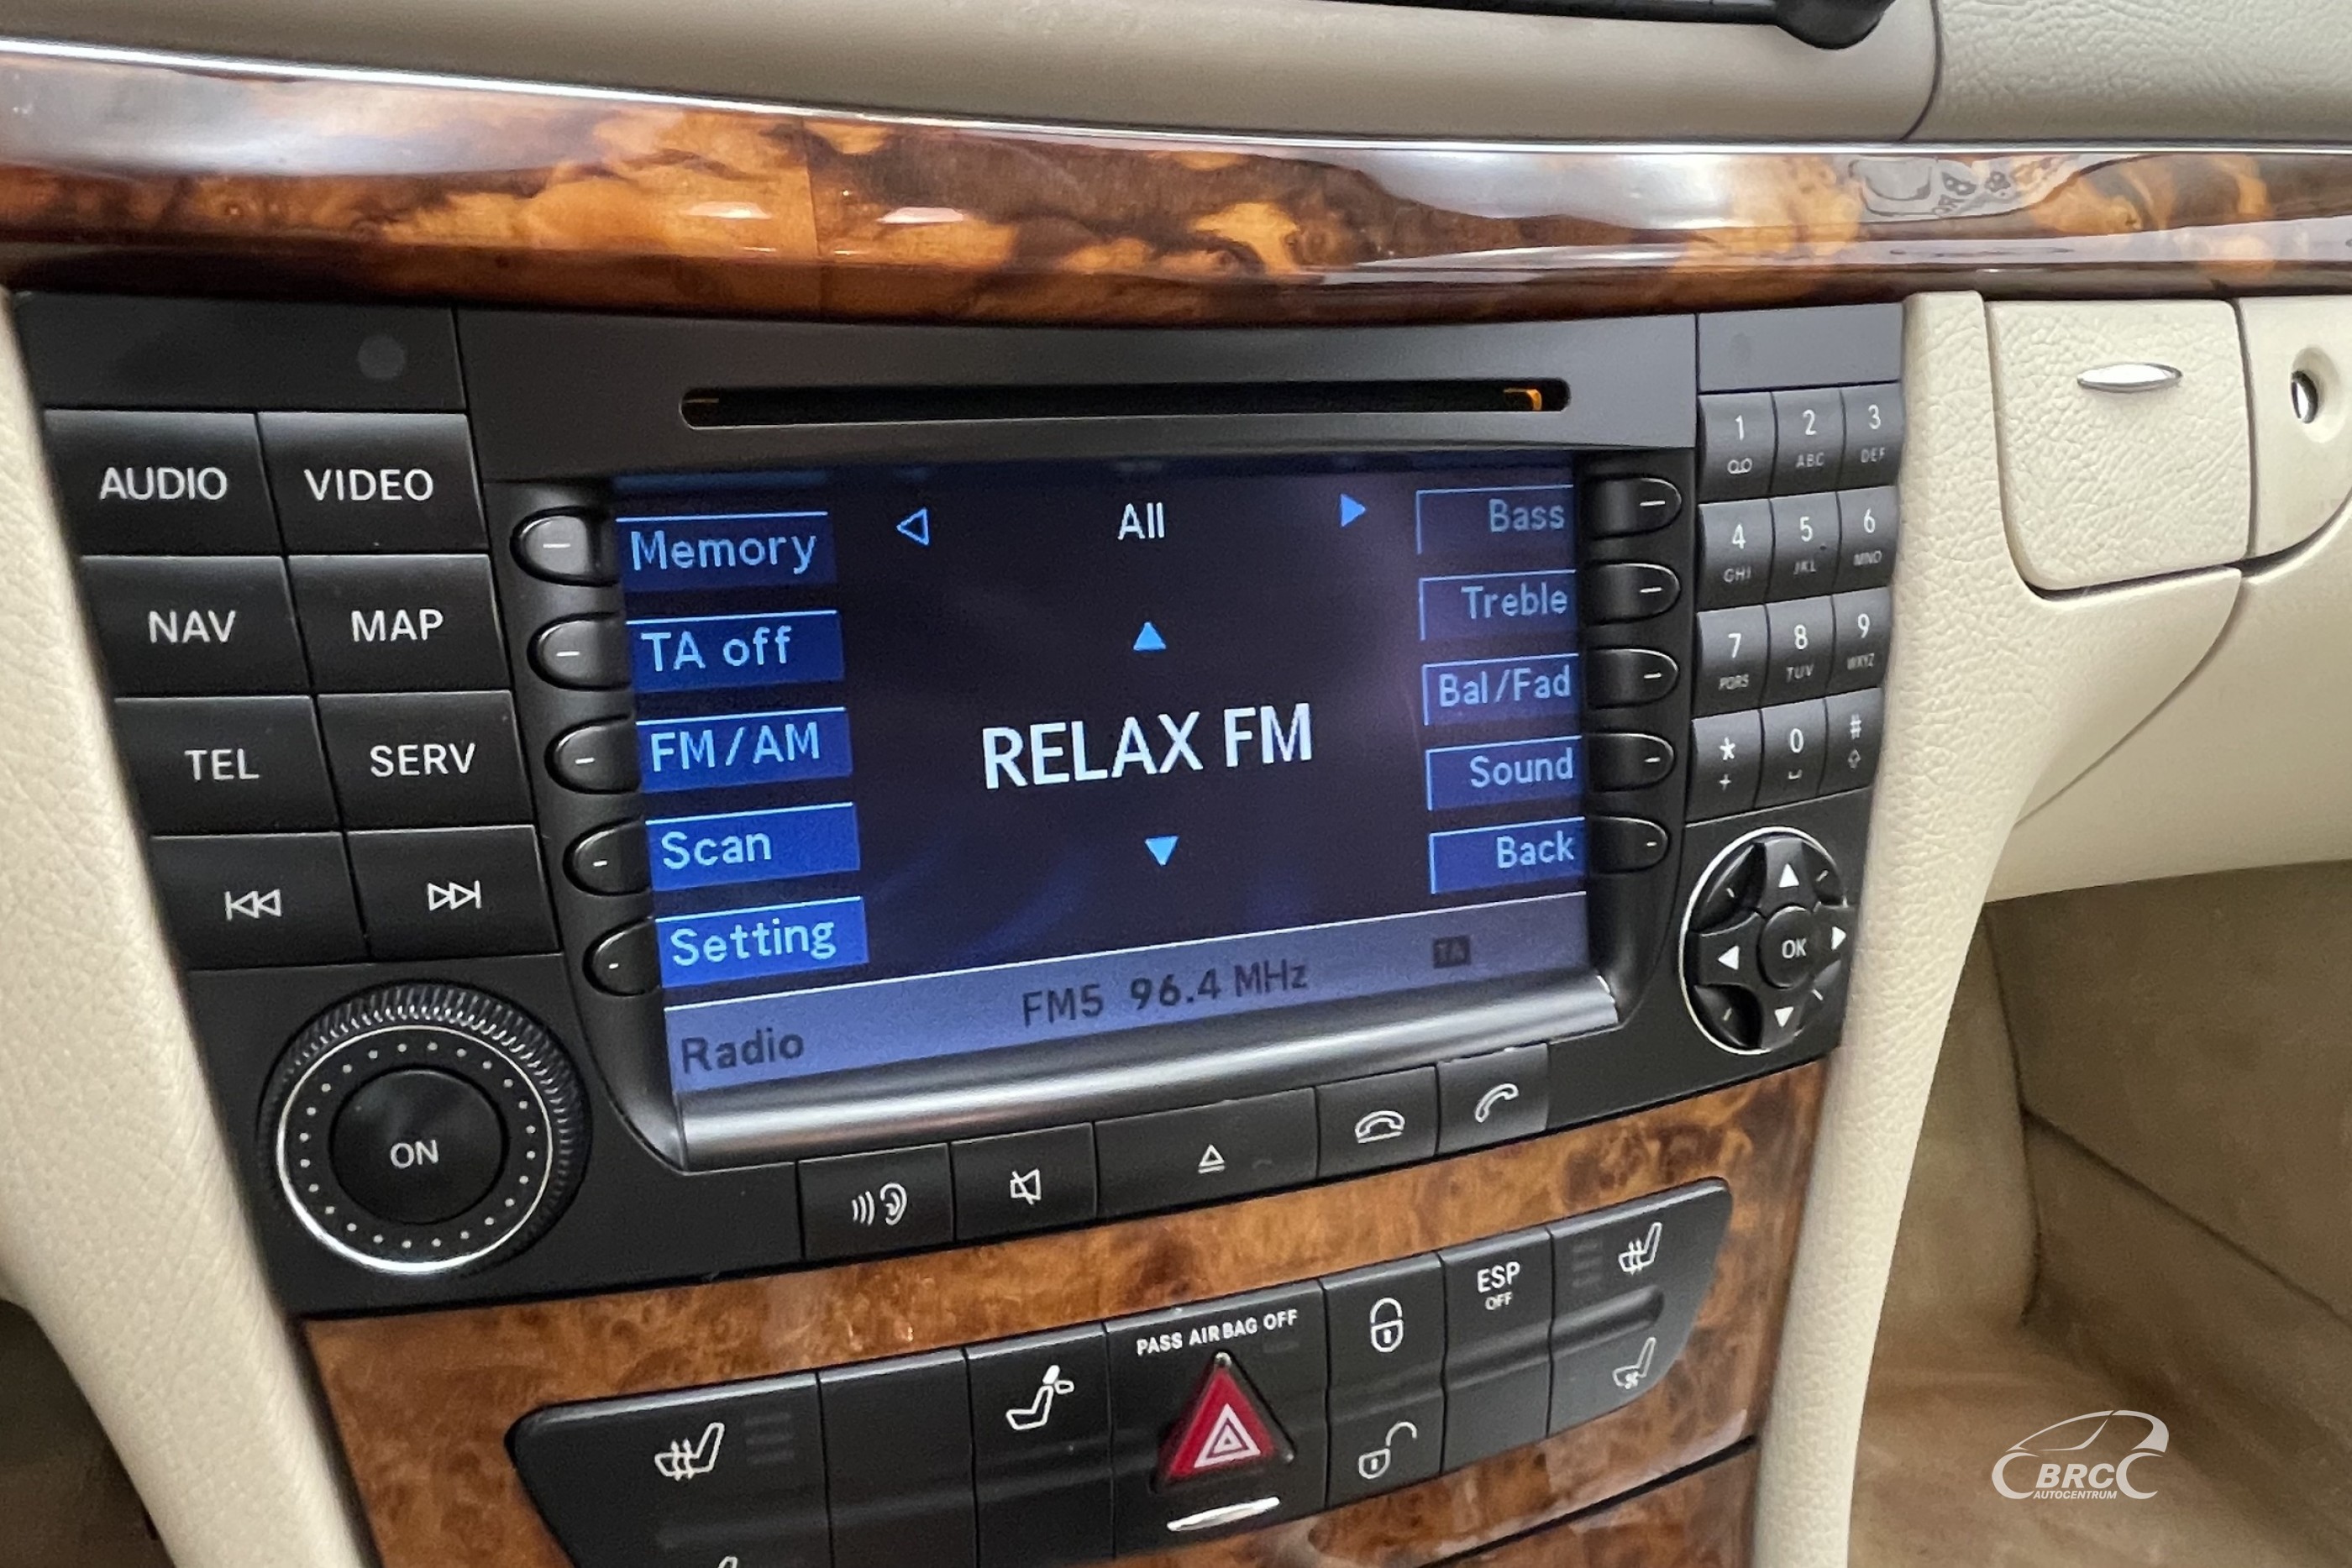 AUDIO VIDEO
NAV MAP
TEL SERV
ON
Memory
TA off
FM/AM
Scan
Setting
All
RELAX FM
Bass
Treble
Bal/Fad
Sound
Back
Radio FM5 96.4 MHz TA
1 2 ABC 3 DEF
4 GHI 5 JKL 6 MNO
7 PQRS 8 TUV 9 WXYZ
* + 0 #
OK
PASS AIR BAG OFF
ESP OFF
BRC
AUTOCENTRUM